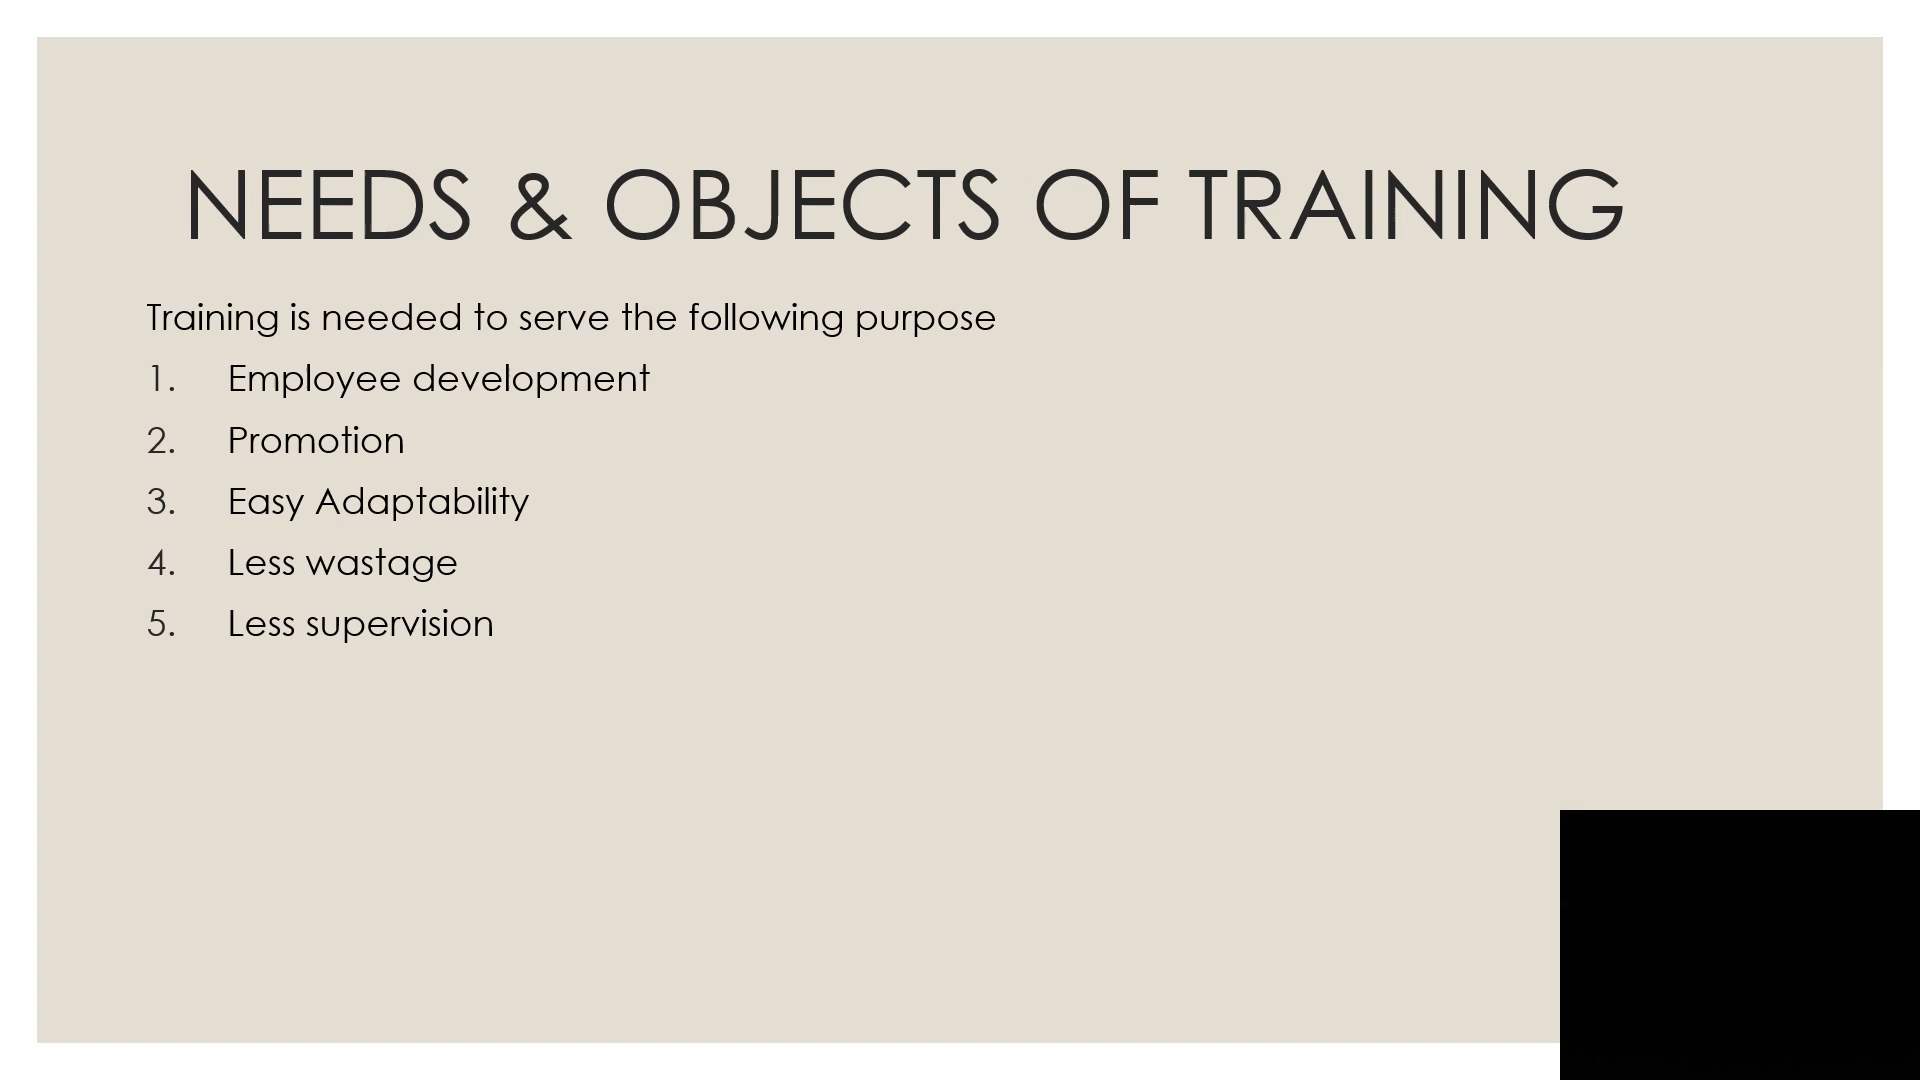 NEEDS & OBJECTS OF TRAINING
Training is needed to serve the following purpose
1. Employee development
2. Promotion
3. Easy Adaptability
4. Less wastage
5. Less supervision